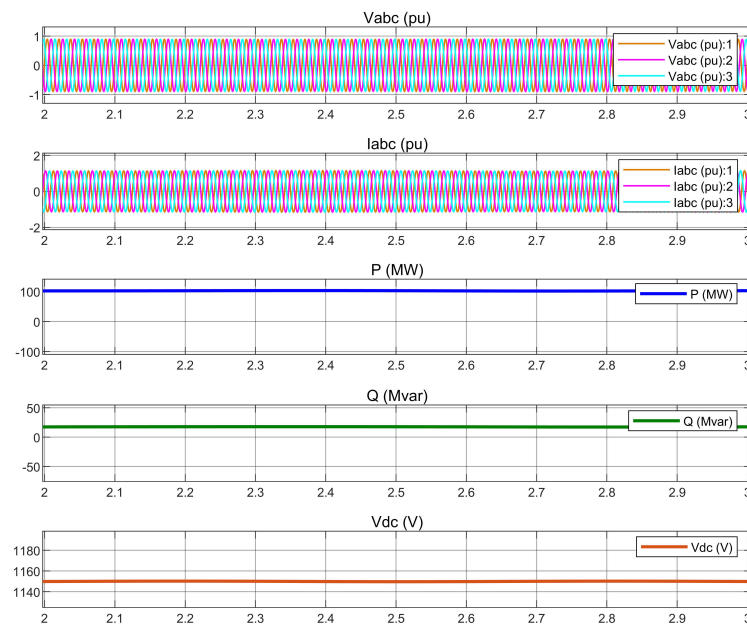 Vabc (pu)
1
0
-1
Vabc (pu):1
Vabc (pu):2
Vabc (pu):3
2 2.1 2.2 2.3 2.4 2.5 2.6 2.7 2.8 2.9 3
Iabc (pu)
2
0
-2
Iabc (pu):1
Iabc (pu):2
Iabc (pu):3
2 2.1 2.2 2.3 2.4 2.5 2.6 2.7 2.8 2.9 3
P (MW)
100
0
-100
P (MW)
2 2.1 2.2 2.3 2.4 2.5 2.6 2.7 2.8 2.9 3
Q (Mvar)
50
0
-50
Q (Mvar)
2 2.1 2.2 2.3 2.4 2.5 2.6 2.7 2.8 2.9 3
Vdc (V)
1180
1160
1140
Vdc (V)
2 2.1 2.2 2.3 2.4 2.5 2.6 2.7 2.8 2.9 3